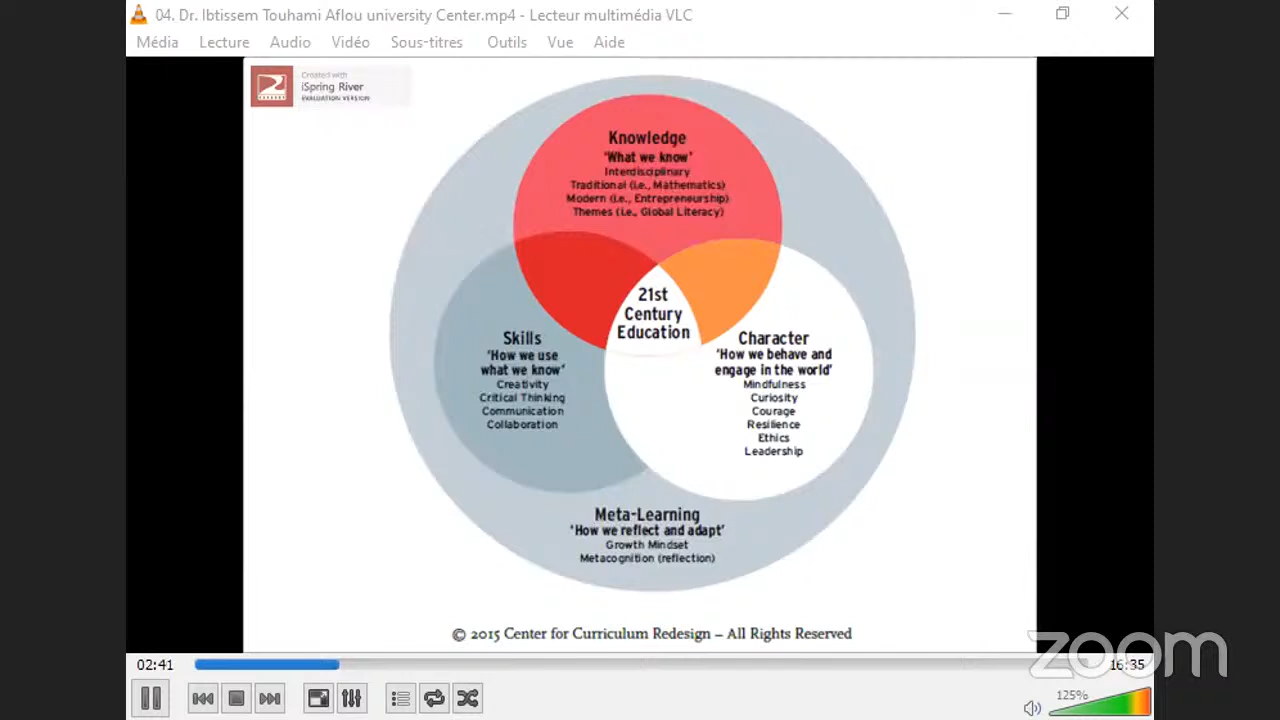 04. Dr. Ibtissem Touhami Aflou university Center.mp4 - Lecteur multimédia VLC
Média Lecture Audio Vidéo Sous-titres Outils Vue Aide
Created with
iSpring River
EVALUATION VERSION
Knowledge
'What we know'
Interdisciplinary
Traditional (i.e., Mathematics)
Modern (i.e., Entrepreneurship)
Themes (i.e., Global Literacy)
21st
Century
Education
Skills
'How we use
what we know'
Creativity
Critical Thinking
Communication
Collaboration
Character
'How we behave and
engage in the world'
Mindfulness
Curiosity
Courage
Resilience
Ethics
Leadership
Meta-Learning
'How we reflect and adapt'
Growth Mindset
Metacognition (reflection)
© 2015 Center for Curriculum Redesign – All Rights Reserved
zoom
02:41
16:35
125%